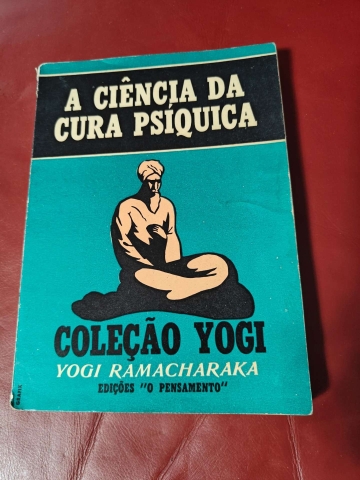 A CIÊNCIA DA
CURA PSÍQUICA
COLEÇÃO YOGI
YOGI RAMACHARAKA
EDIÇÕES "O PENSAMENTO"